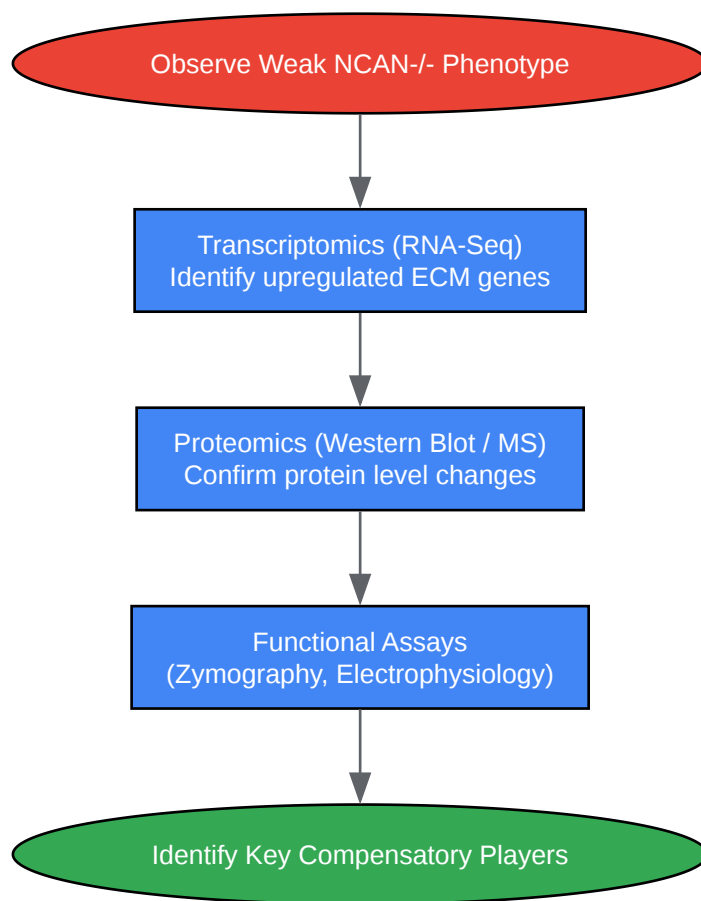 Observe Weak NCAN-/- Phenotype
Transcriptomics (RNA-Seq)
Identify upregulated ECM genes
Proteomics (Western Blot / MS)
Confirm protein level changes
Functional Assays
(Zymography, Electrophysiology)
Identify Key Compensatory Players